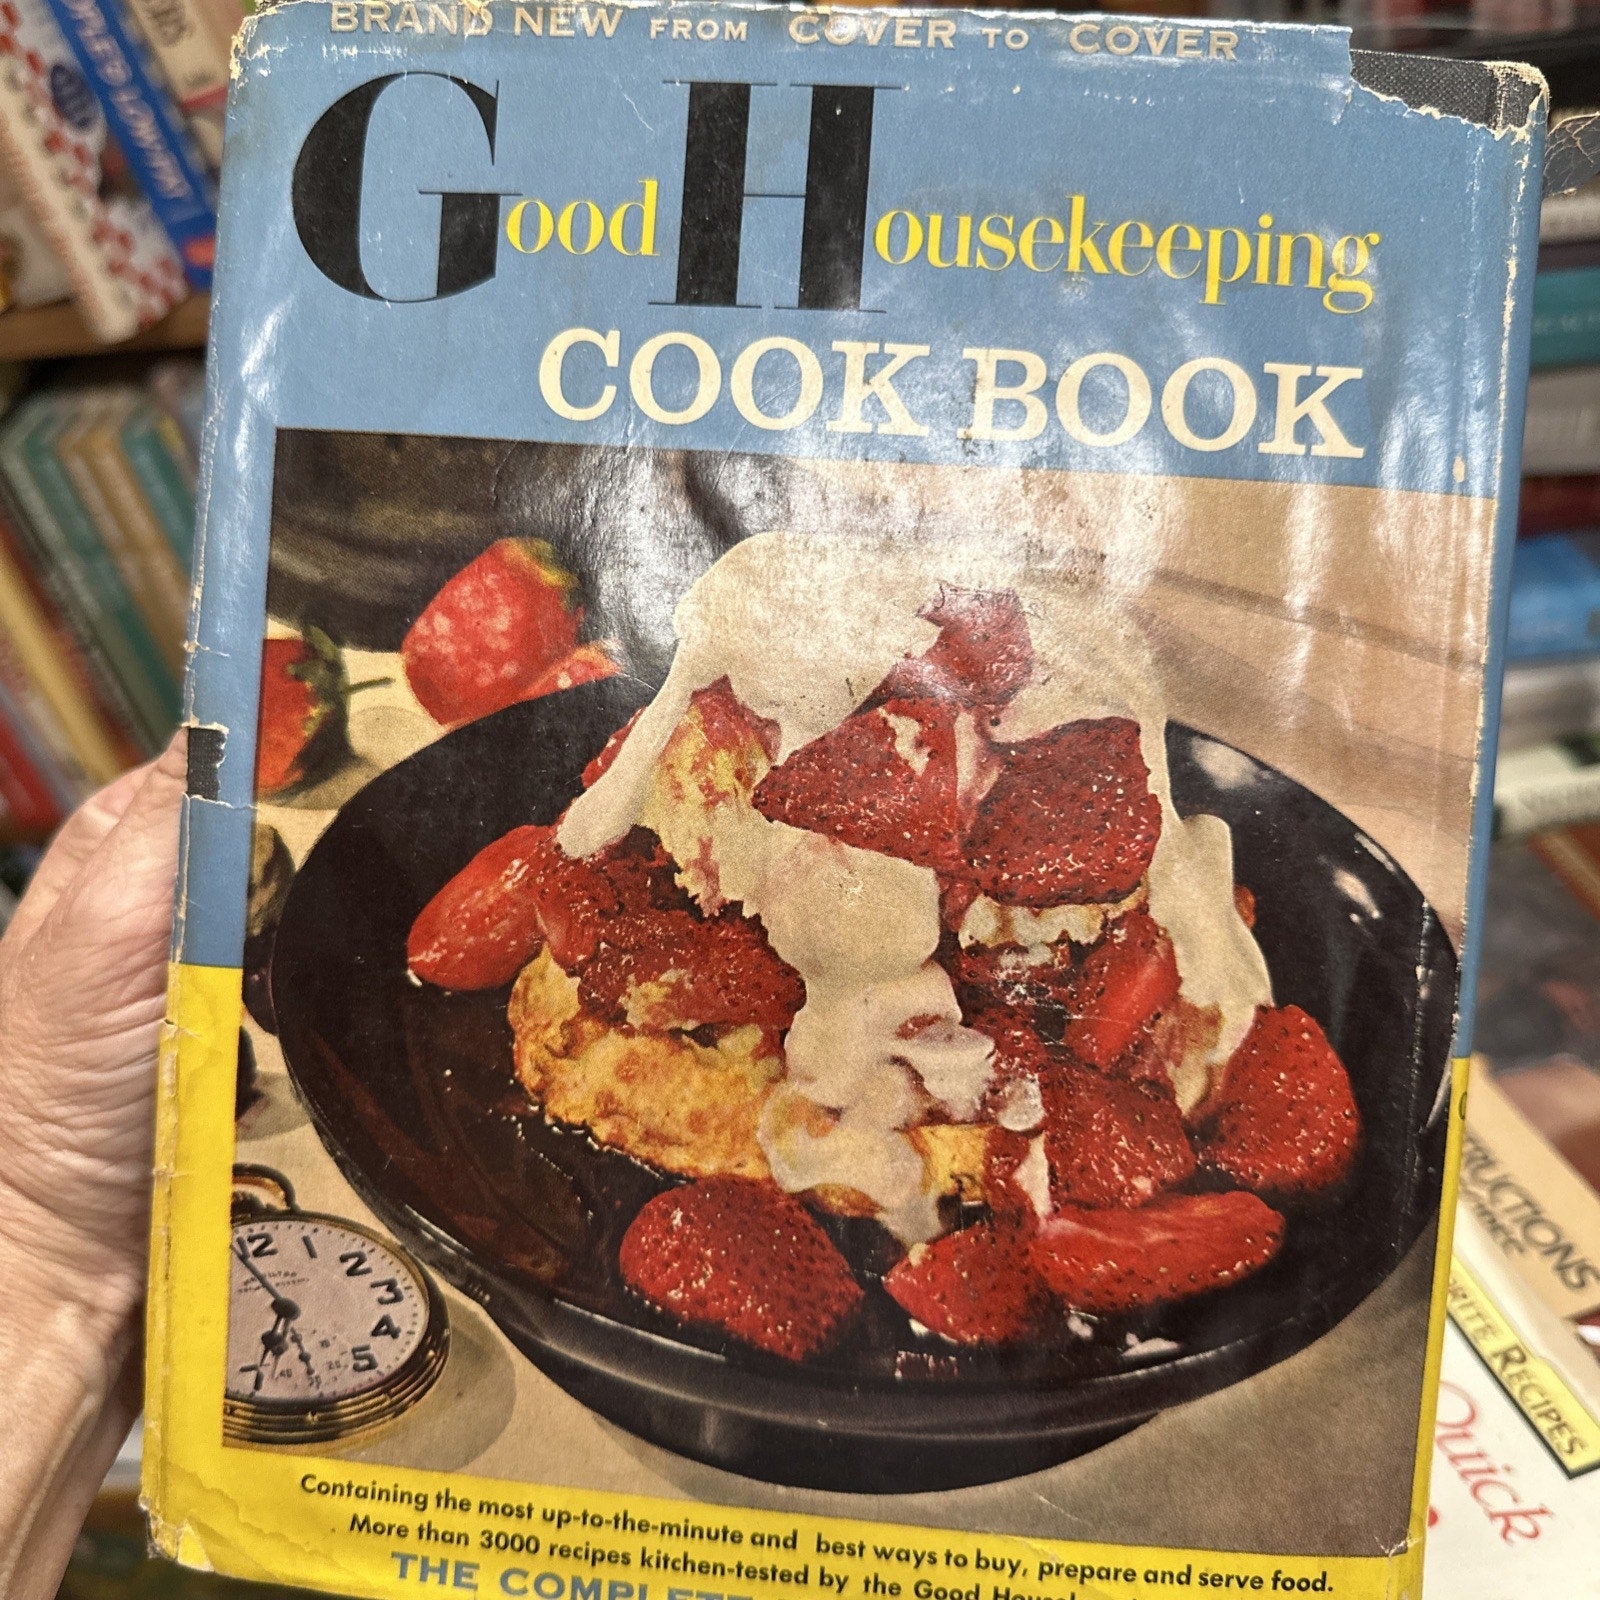 BRAND NEW FROM COVER TO COVER
Good Housekeeping
COOK BOOK
12 1 2 3 4 5 7
Containing the most up-to-the-minute and best ways to buy, prepare and serve food.
More than 3000 recipes kitchen-tested by the Good
THE
RECIPES
Quick